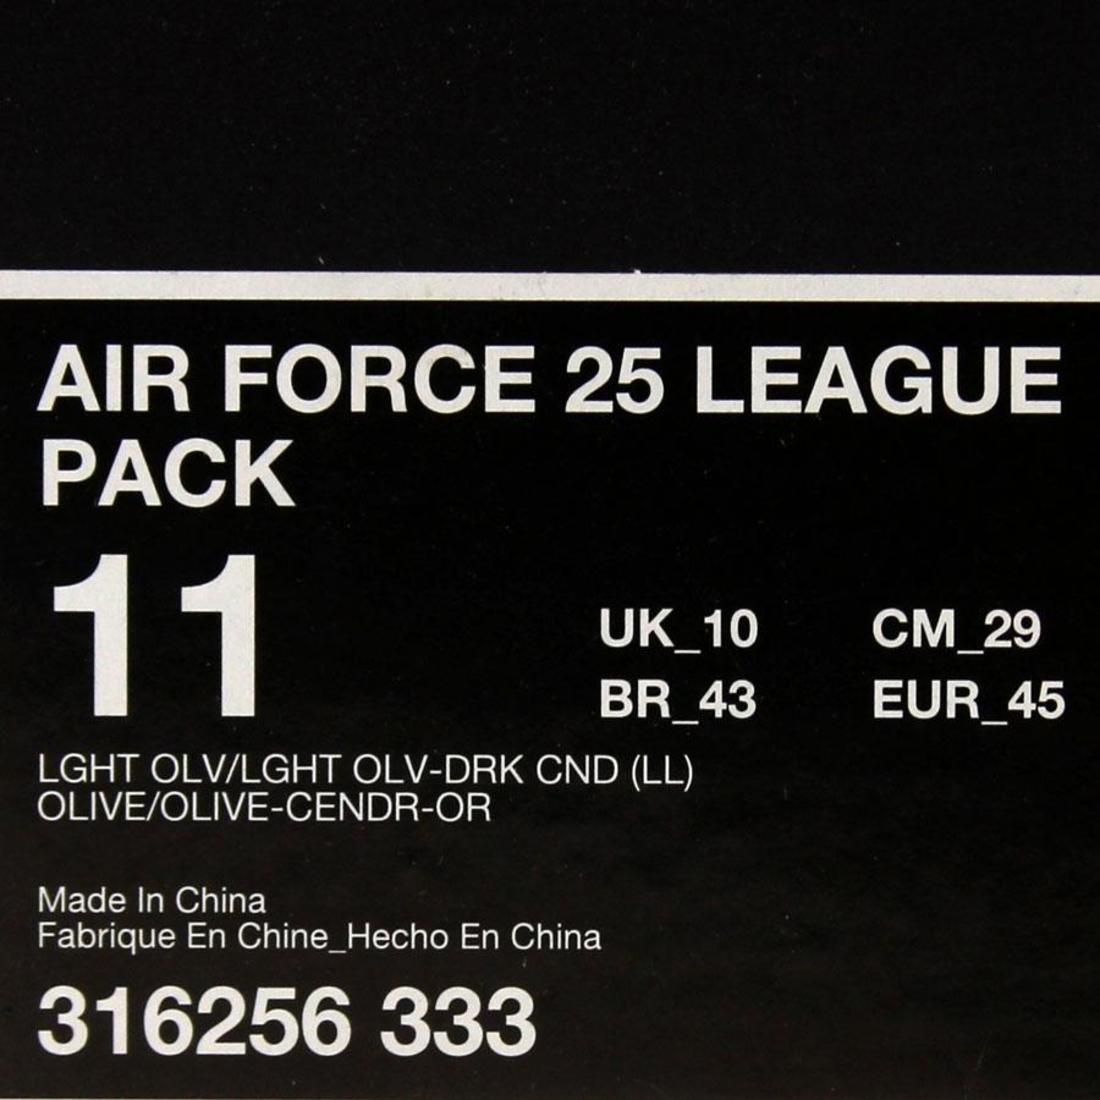 AIR FORCE 25 LEAGUE
PACK
11
UK_10 CM_29
BR_43 EUR_45
LGHT OLV/LGHT OLV-DRK CND (LL)
OLIVE/OLIVE-CENDR-OR
Made In China
Fabrique En Chine_Hecho En China
316256 333